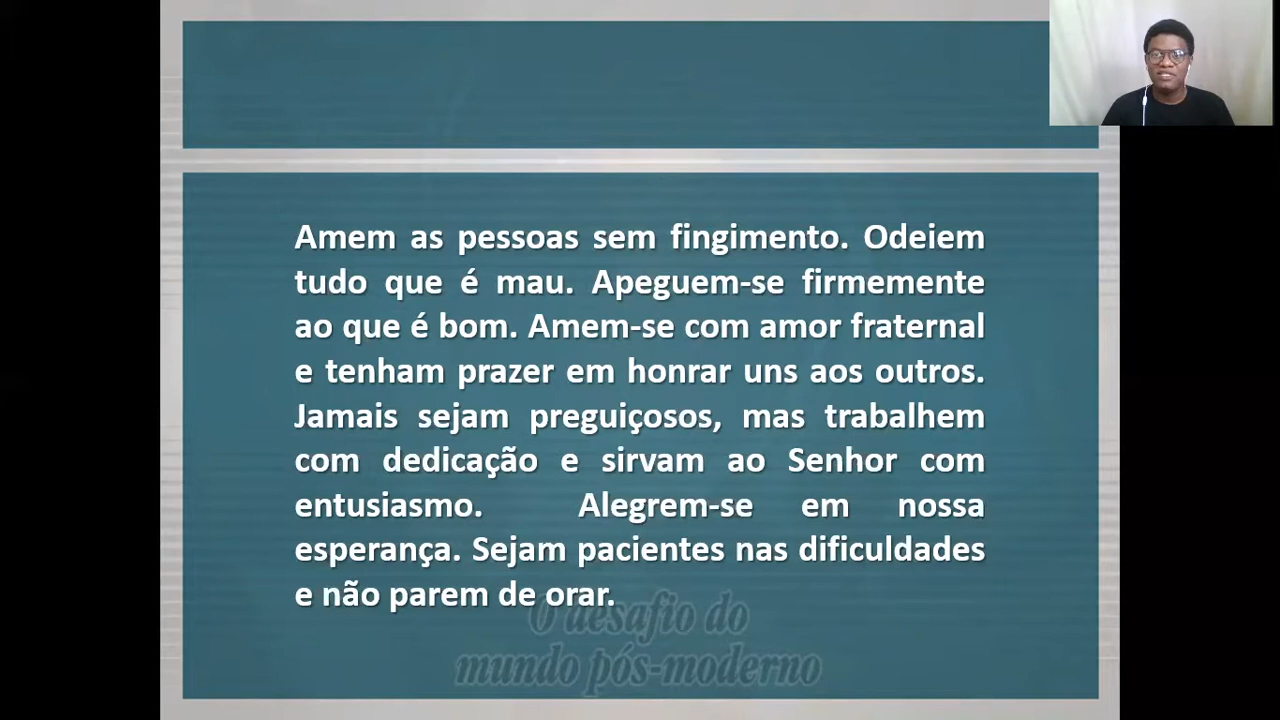 Amem as pessoas sem fingimento. Odeiem
tudo que é mau. Apeguem-se firmemente
ao que é bom. Amem-se com amor fraternal
e tenham prazer em honrar uns aos outros.
Jamais sejam preguiçosos, mas trabalhem
com dedicação e sirvam ao Senhor com
entusiasmo. Alegrem-se em nossa
esperança. Sejam pacientes nas dificuldades
e não parem de orar.
O desafio do
mundo pós-moderno